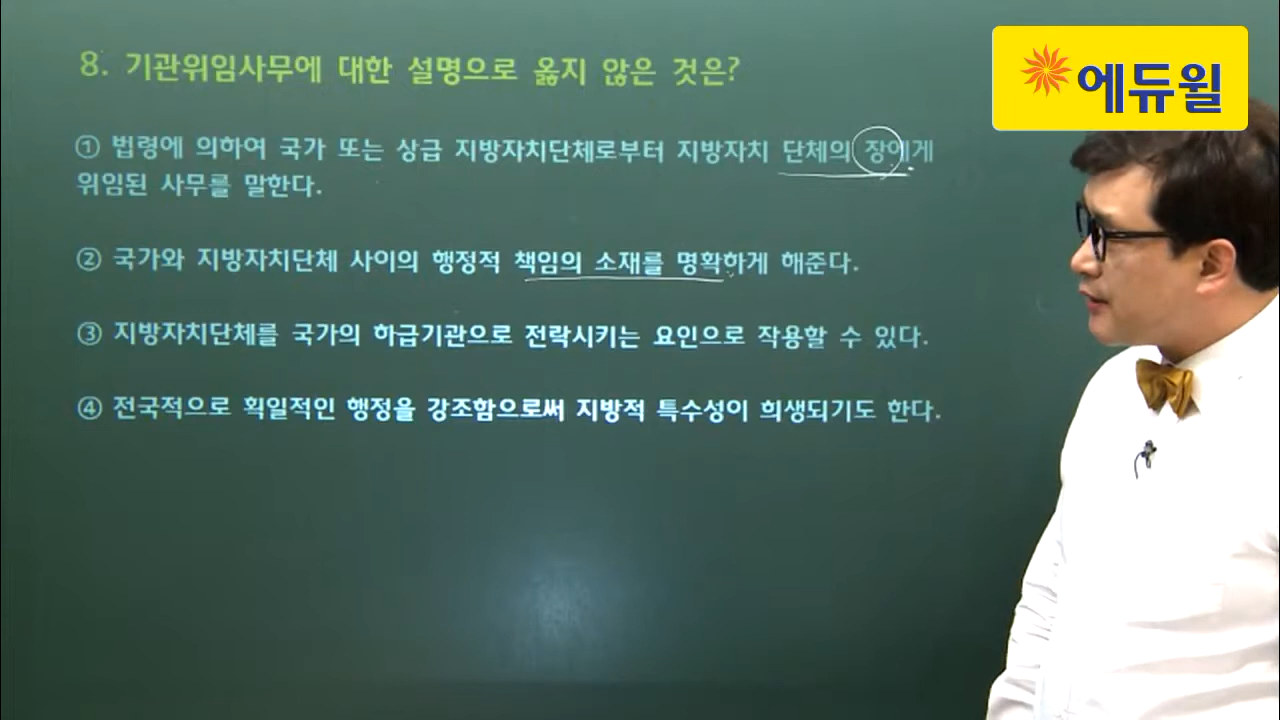 8. 기관위임사무에 대한 설명으로 옳지 않은 것은?
에듀윌
① 법령에 의하여 국가 또는 상급 지방자치단체로부터 지방자치 단체의 장에게
위임된 사무를 말한다.
② 국가와 지방자치단체 사이의 행정적 책임의 소재를 명확하게 해준다.
③ 지방자치단체를 국가의 하급기관으로 전락시키는 요인으로 작용할 수 있다.
④ 전국적으로 획일적인 행정을 강조함으로써 지방적 특수성이 희생되기도 한다.